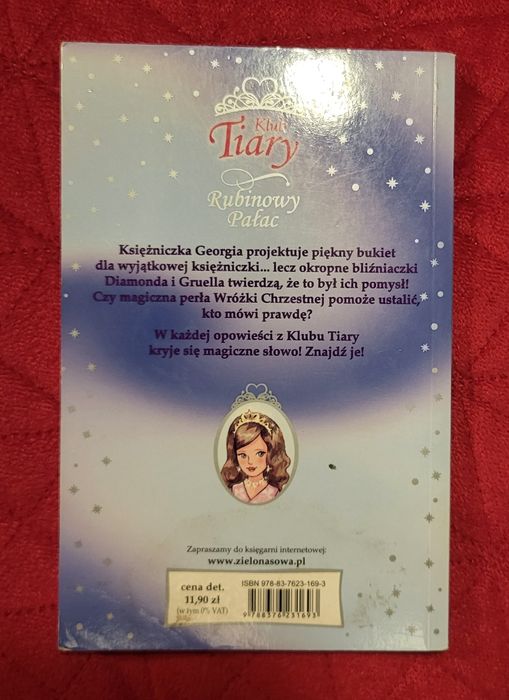 Klub
Tiary
Rubinowy
Pałac
Księżniczka Georgia projektuje piękny bukiet
dla wyjątkowej księżniczki... lecz okropne bliźniaczki
Diamonda i Gruella twierdzą, że to był ich pomysł!
Czy magiczna perła Wróżki Chrzestnej pomoże ustalić,
kto mówi prawdę?
W każdej opowieści z Klubu Tiary
kryje się magiczne słowo! Znajdź je!
Zapraszamy do księgarni internetowej:
www.zielonasowa.pl
cena det.
11,90 zł
(w tym 0% VAT)
ISBN 978-83-7623-169-3
9 788376 231693